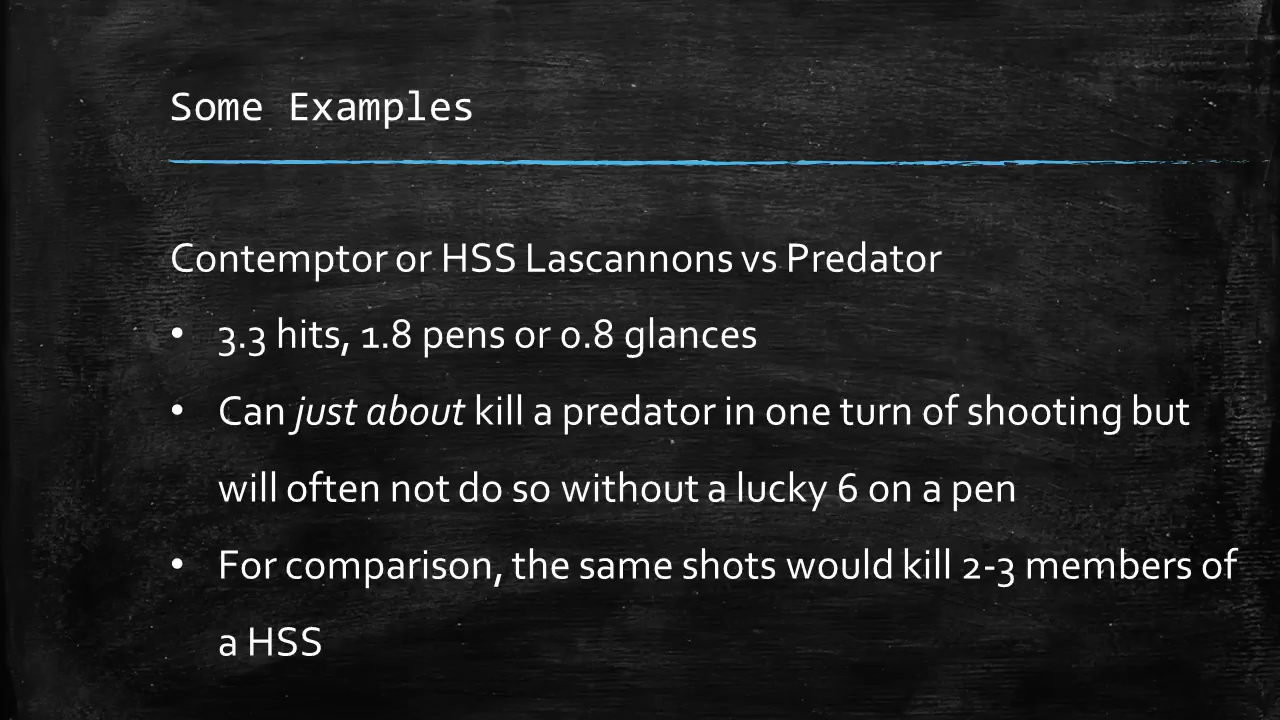 Some Examples
Contemptor or HSS Lascannons vs Predator
• 3.3 hits, 1.8 pens or 0.8 glances
• Can just about kill a predator in one turn of shooting but
will often not do so without a lucky 6 on a pen
• For comparison, the same shots would kill 2-3 members of
a HSS